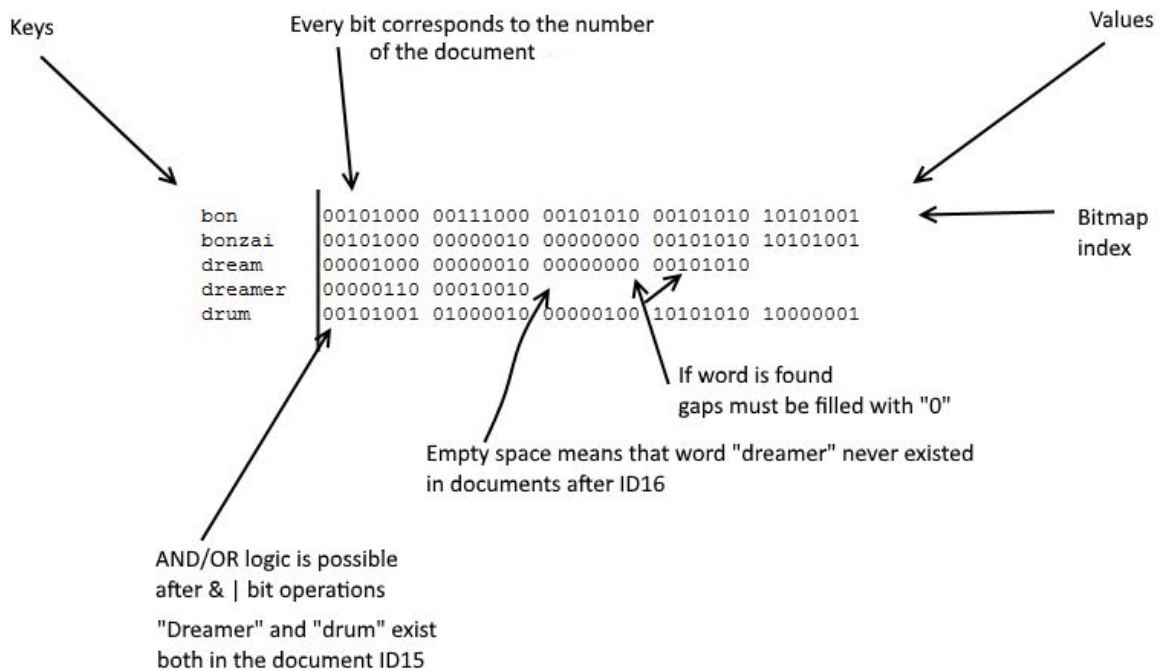 Keys
Every bit corresponds to the number
of the document
Values
bon 00101000 00111000 00101010 00101010 10101001
bonzai 00101000 00000010 00000000 00101010 10101001
dream 00001000 00000010 00000000 00101010
dreamer 00000110 00010010
drum 00101001 01000010 00000100 10101010 10000001
Bitmap
index
If word is found
gaps must be filled with "0"
Empty space means that word "dreamer" never existed
in documents after ID16
AND/OR logic is possible
after & | bit operations
"Dreamer" and "drum" exist
both in the document ID15